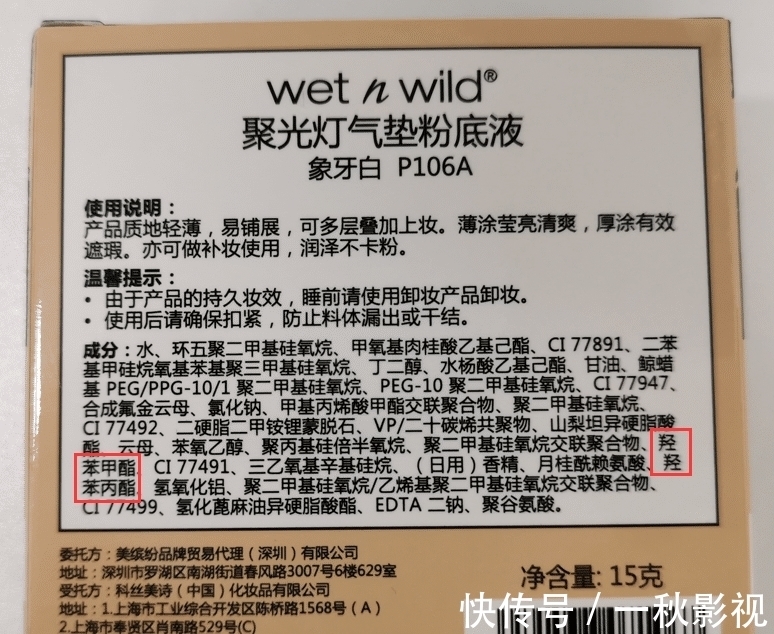 wet n wild®
聚光灯气垫粉底液
象牙白 P106A
使用说明：
产品质地轻薄，易铺展，可多层叠加上妆。薄涂莹亮清爽，厚涂有效
遮瑕。亦可做补妆使用，润泽不卡粉。
温馨提示：
• 由于产品的持久妆效，睡前请使用卸妆产品卸妆。
• 使用后请确保扣紧，防止料体漏出或干结。
成分：水、环五聚二甲基硅氧烷、甲氧基肉桂酸乙基己酯、CI 77891、二苯
基甲硅烷氧基苯基聚三甲基硅氧烷、丁二醇、水杨酸乙基己酯、甘油、鲸蜡
基 PEG/PPG-10/1 聚二甲基硅氧烷、PEG-10 聚二甲基硅氧烷、CI 77947、
合成氟金云母、氯化钠、甲基丙烯酸甲酯交联聚合物、聚二甲基硅氧烷、
CI 77492、二硬脂二甲铵锂蒙脱石、VP/二十碳烯共聚物、山梨坦异硬脂酸
酯、云母、苯氧乙醇、聚丙基硅倍半氧烷、聚二甲基硅氧烷交联聚合物、羟
苯甲酯、CI 77491、三乙氧基辛基硅烷、（日用）香精、月桂酰赖氨酸、羟
苯丙酯、氢氧化铝、聚二甲基硅氧烷/乙烯基聚二甲基硅氧烷交联聚合物、
CI 77499、氢化蓖麻油异硬脂酸酯、EDTA 二钠、聚谷氨酸。
委托方：美缤纷品牌贸易代理（深圳）有限公司
地址：深圳市罗湖区南湖街道春风路3007号6楼629室
受托方：科丝美诗（中国）化妆品有限公司
地址：1.上海市工业综合开发区陈桥路1568号（A）
2.上海市奉贤区肖南路529号(C)
净含量：15克
快传号 / 一秋影视